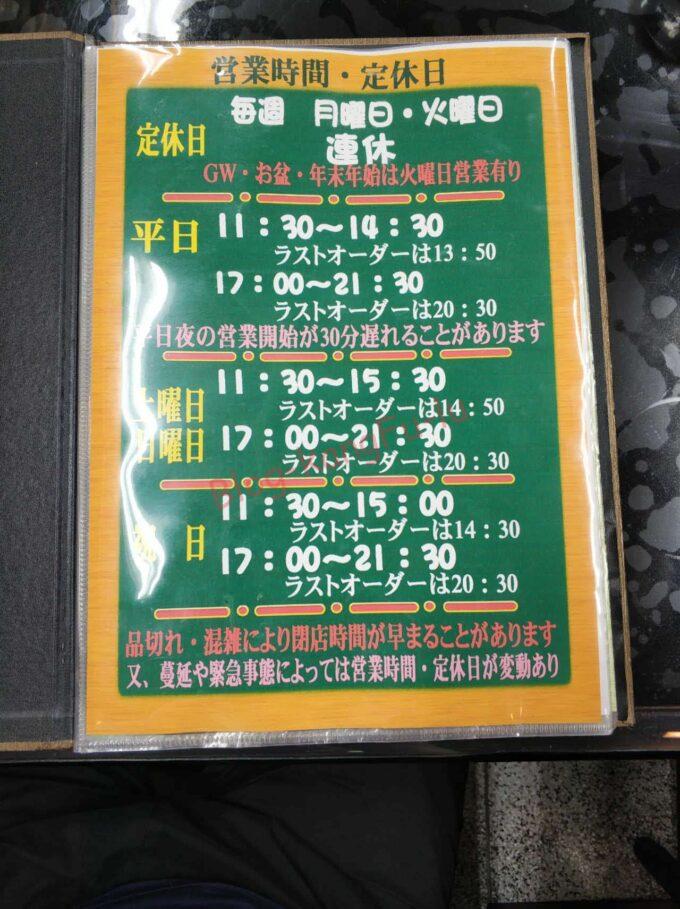 営業時間・定休日
毎週 月曜日・火曜日
定休日 連休
GW・お盆・年末年始は火曜日営業有り
平日 11：30〜14：30
ラストオーダーは13：50
17：00〜21：30
ラストオーダーは20：30
平日夜の営業開始が30分遅れることがあります
11：30〜15：30
土曜日 ラストオーダーは14：50
日曜日 17：00〜21：30
ラストオーダーは20：30
11：30〜15：00
ラストオーダーは14：30
祝日 17：00〜21：30
ラストオーダーは20：30
品切れ・混雑により閉店時間が早まることがあります
又、蔓延や緊急事態によっては営業時間・定休日が変動あり